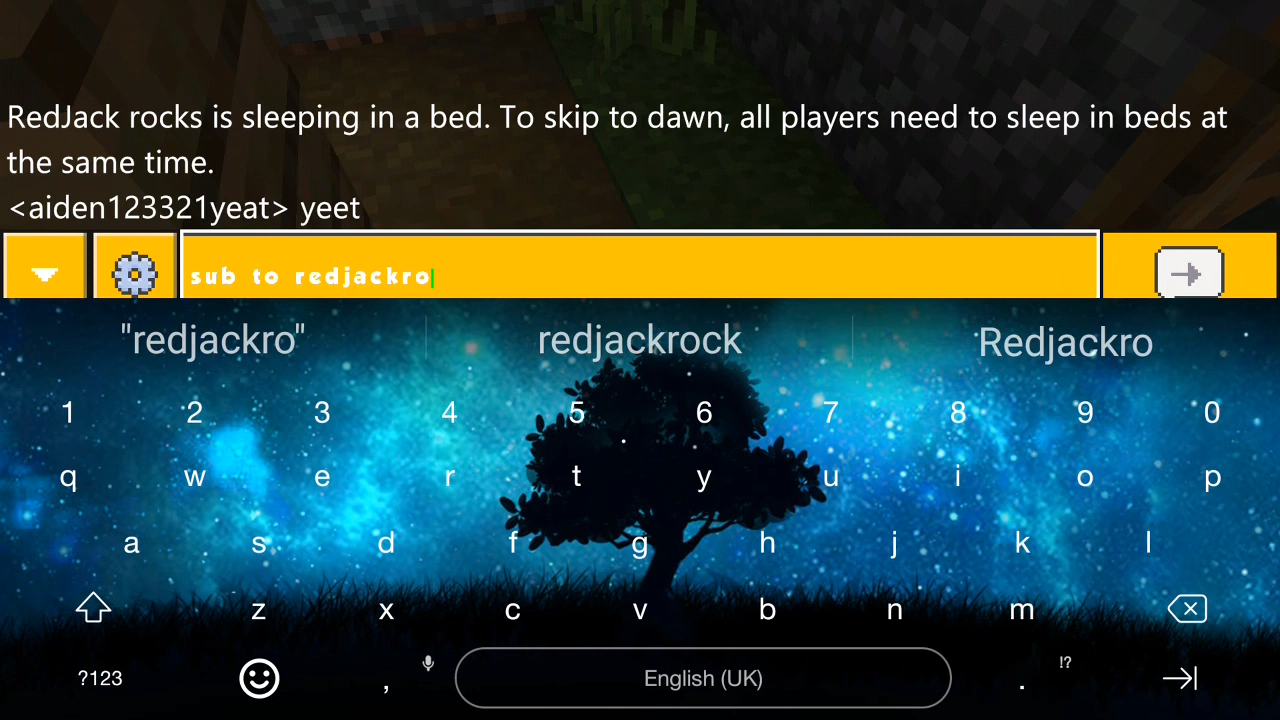 RedJack rocks is sleeping in a bed. To skip to dawn, all players need to sleep in beds at
the same time.
<aiden123321yeat> yeet
sub to redjackro
"redjackro" redjackrock Redjackro
1 2 3 4 5 6 7 8 9 0
q w e r t y u i o p
a s d f g h j k l
z x c v b n m
?123 , English (UK) . !?